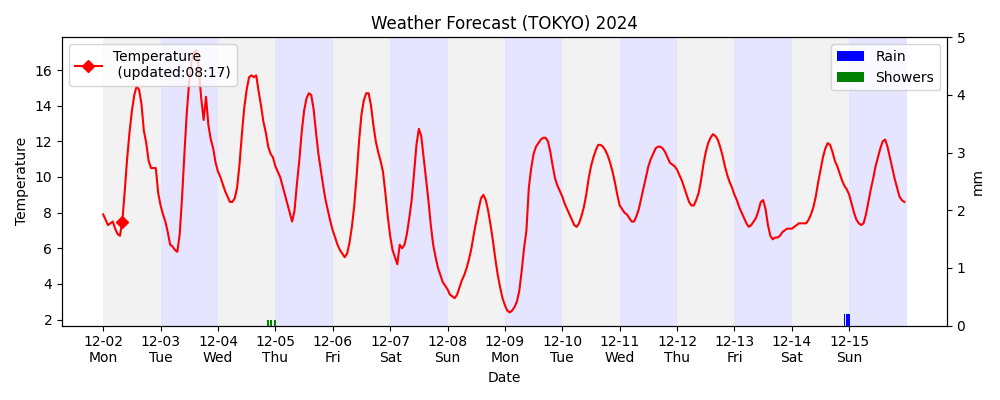 Weather Forecast (TOKYO) 2024
Temperature
(updated:08:17)
Rain
Showers
Temperature
16
14
12
10
8
6
4
2
5
4
3
2
1
0
mm
12-02 12-03 12-04 12-05 12-06 12-07 12-08 12-09 12-10 12-11 12-12 12-13 12-14 12-15
Mon Tue Wed Thu Fri Sat Sun Mon Tue Wed Thu Fri Sat Sun
Date